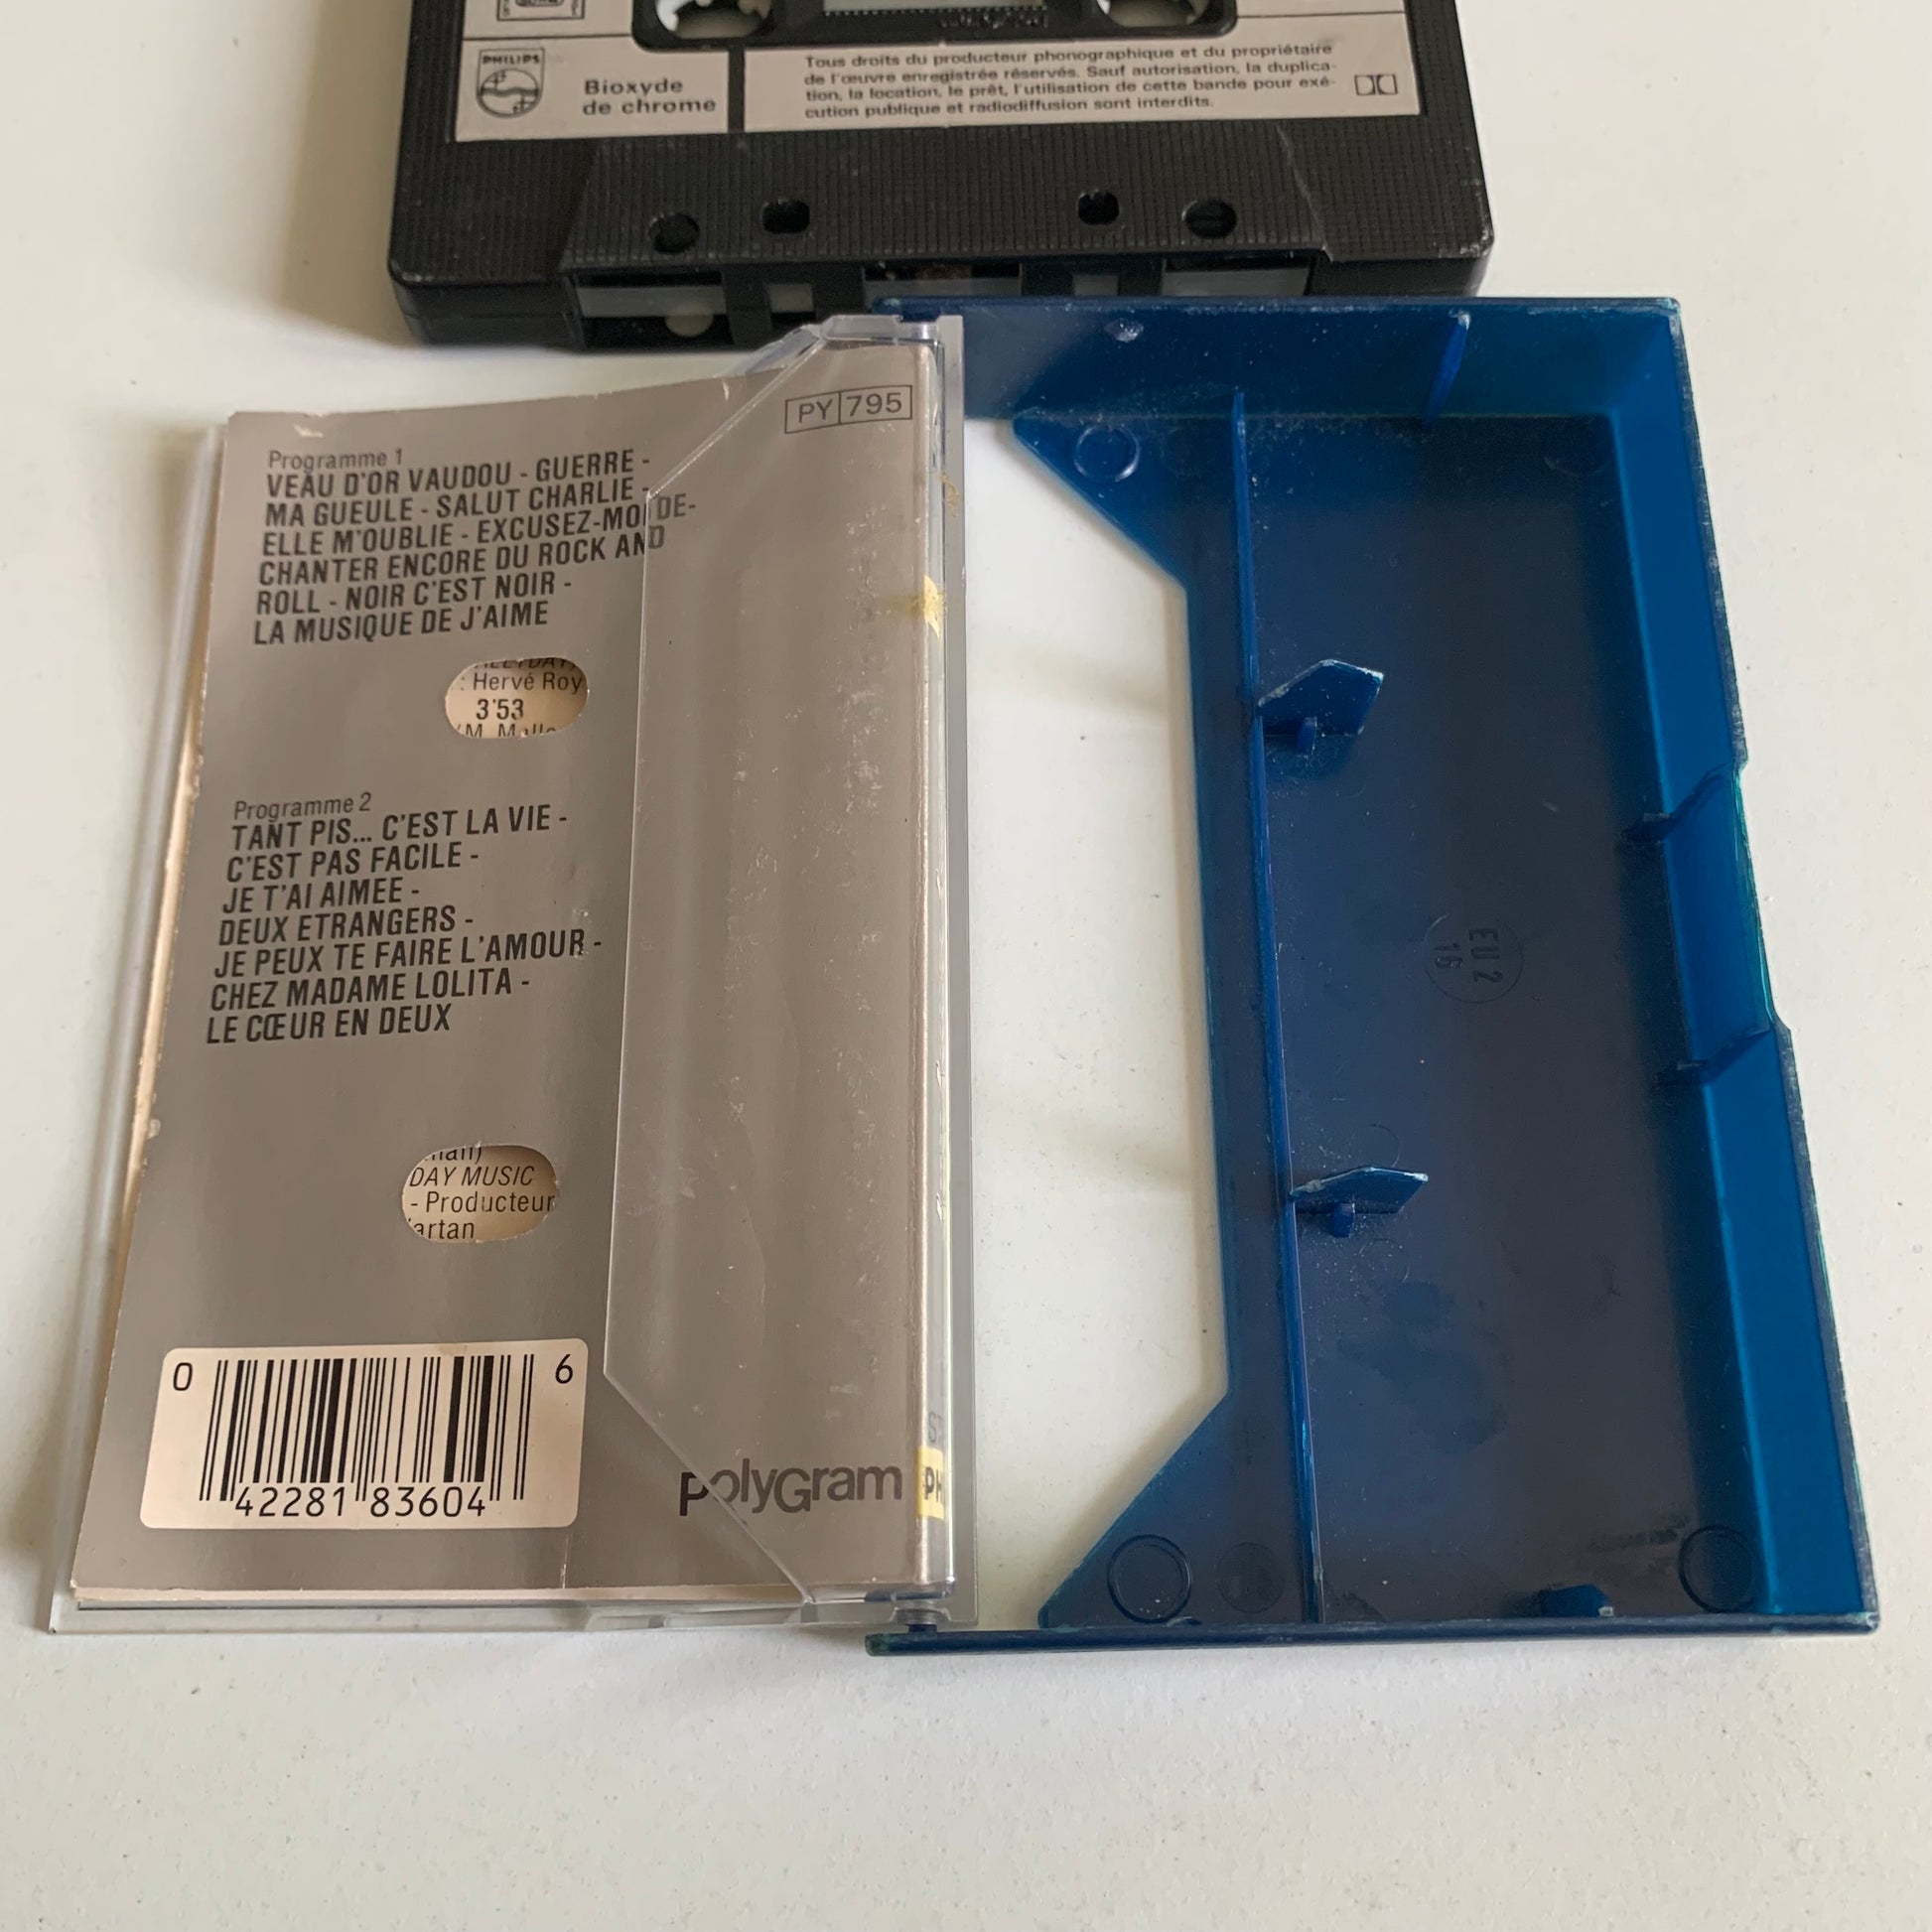 PHILIPS
Bioxyde
de chrome
Tous droits du producteur phonographique et du propriétaire
de l'œuvre enregistrée réservés. Sauf autorisation, la duplica-
tion, la location, le prêt, l'utilisation de cette bande pour exé-
cution publique et radiodiffusion sont interdits.
PY 795
Programme 1
VEAU D'OR VAUDOU - GUERRE -
MA GUEULE - SALUT CHARLIE -
ELLE M'OUBLIE - EXCUSEZ-MOI DE-
CHANTER ENCORE DU ROCK AND
ROLL - NOIR C'EST NOIR -
LA MUSIQUE DE J'AIME
: Hervé Roy
3'53
Programme 2
TANT PIS... C'EST LA VIE -
C'EST PAS FACILE -
JE T'AI AIMEE -
DEUX ETRANGERS -
JE PEUX TE FAIRE L'AMOUR -
CHEZ MADAME LOLITA -
LE CŒUR EN DEUX
DAY MUSIC
- Producteur
artan
0 42281 83604 6
PolyGram
PH
EU2